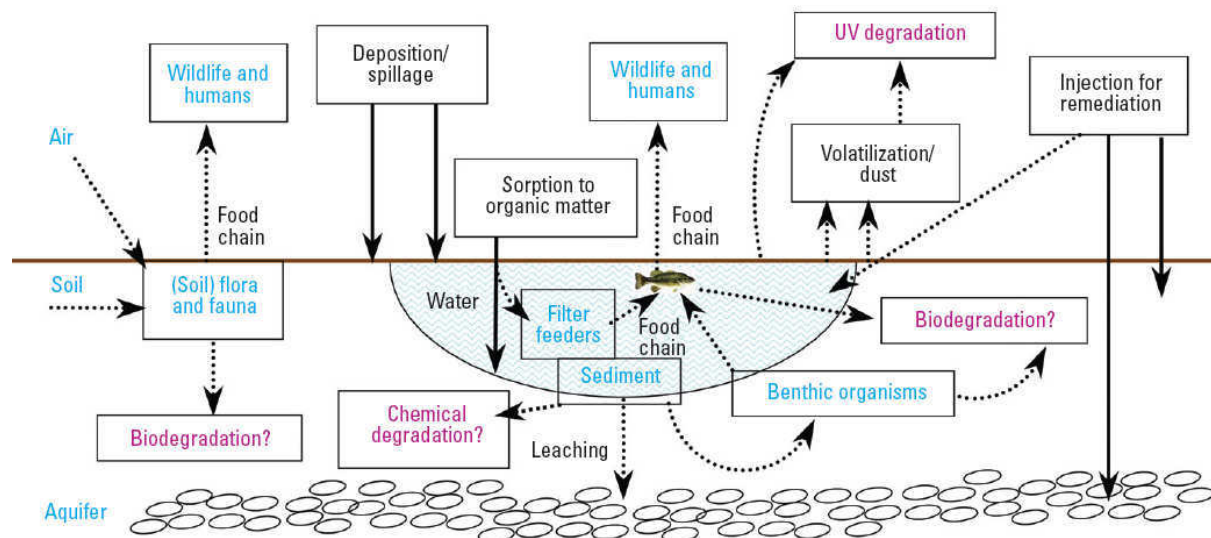 UV degradation
Deposition/
spillage
Wildlife and
humans
Wildlife and
humans
Injection for
remediation
Air
Volatilization/
dust
Sorption to
organic matter
Food
chain
Food
chain
Soil
(Soil) flora
and fauna
Water
Filter
feeders
Food
chain
Biodegradation?
Sediment
Benthic organisms
Chemical
degradation?
Biodegradation?
Leaching
Aquifer